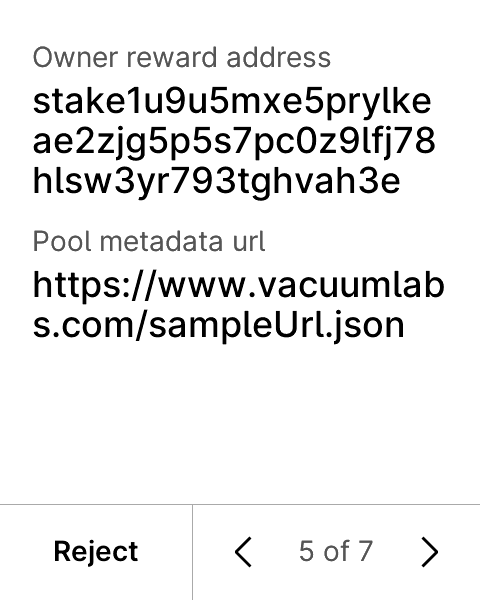 Owner reward address
stake1u9u5mxe5prylke
ae2zjg5p5s7pc0z9lfj78
hlsw3yr793tghvah3e
Pool metadata url
https://www.vacuumlab
s.com/sampleUrl.json
Reject
5 of 7